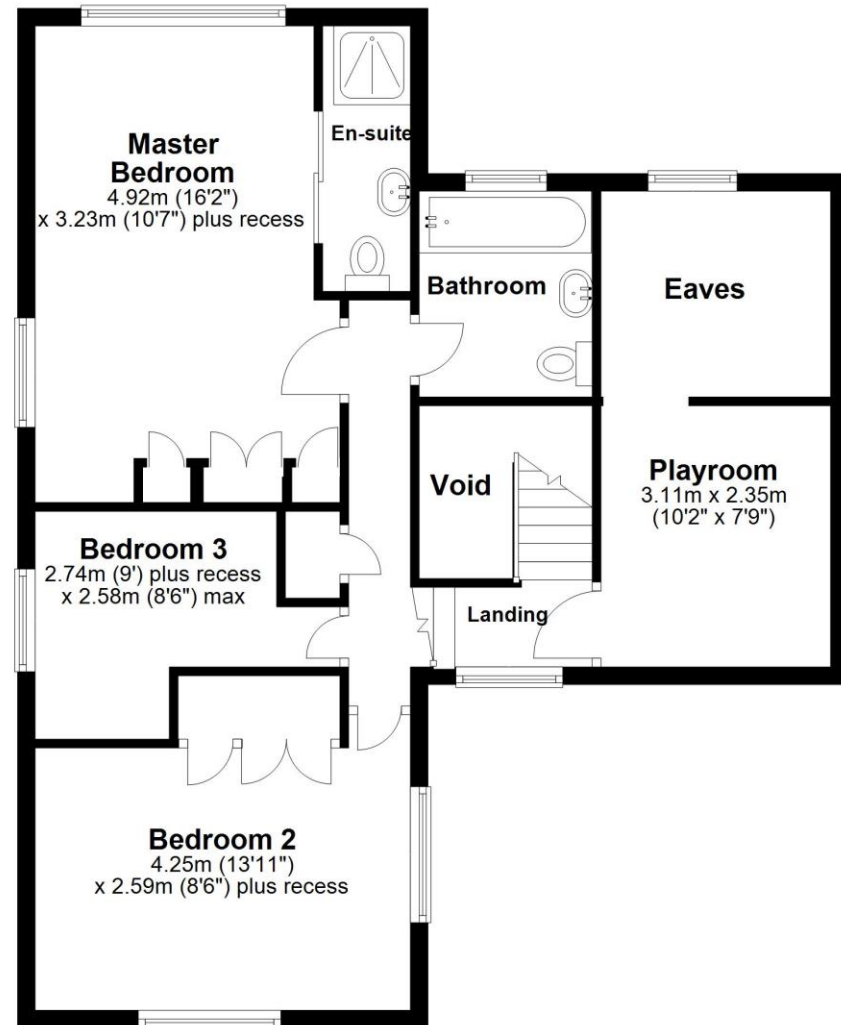 Master
Bedroom
4.92m (16'2")
x 3.23m (10'7") plus recess
En-suite
Bathroom
Eaves
Void
Playroom
3.11m x 2.35m
(10'2" x 7'9")
Bedroom 3
2.74m (9') plus recess
x 2.58m (8'6") max
Landing
Bedroom 2
4.25m (13'11")
x 2.59m (8'6") plus recess